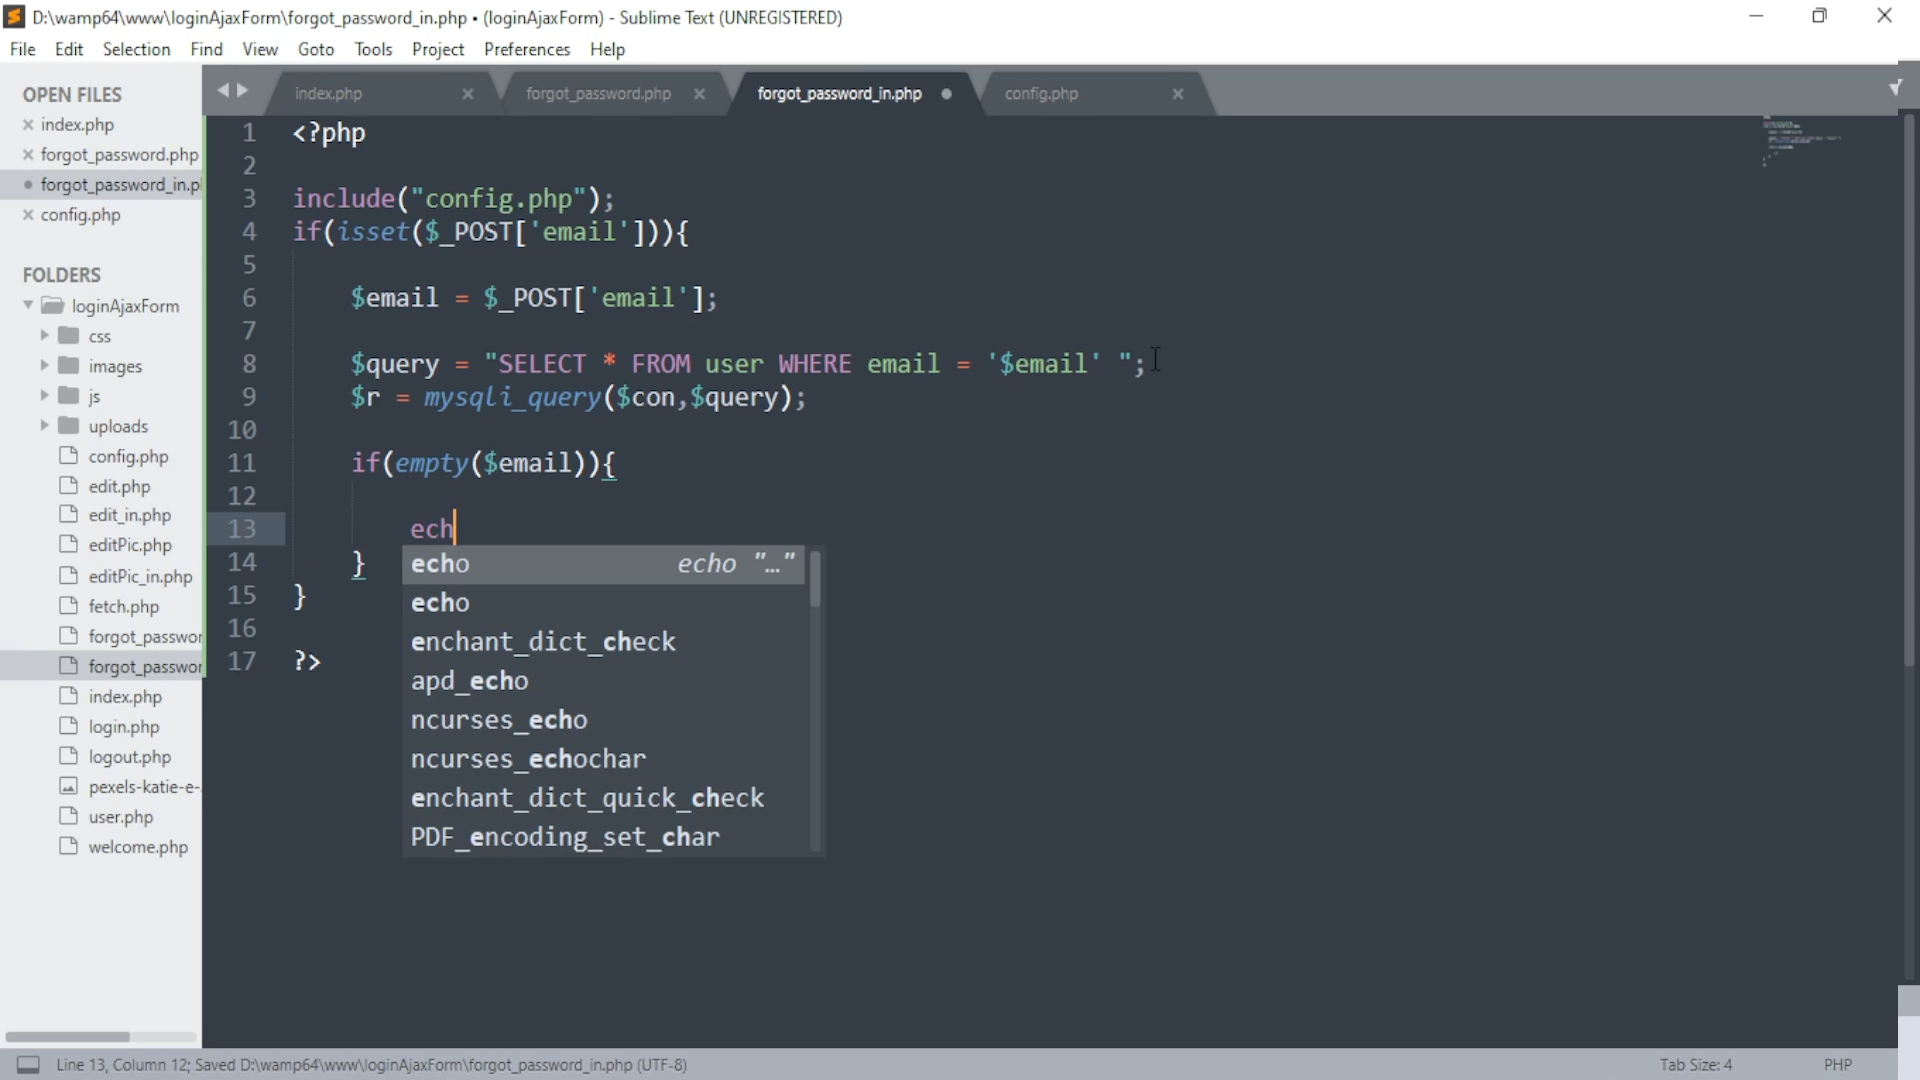 D:\wamp64\www\loginAjaxForm\forgot_password_in.php • (loginAjaxForm) - Sublime Text (UNREGISTERED)
File Edit Selection Find View Goto Tools Project Preferences Help
OPEN FILES
index.php
forgot_password.php
forgot_password_in.p
config.php
FOLDERS
loginAjaxForm
css
images
js
uploads
config.php
edit.php
edit_in.php
editPic.php
editPic_in.php
fetch.php
forgot_passwor
forgot_passwor
index.php
login.php
logout.php
pexels-katie-e-
user.php
welcome.php
index.php forgot_password.php forgot_password_in.php config.php
1 <?php
2
3 include("config.php");
4 if(isset($_POST['email'])){
5
6 $email = $_POST['email'];
7
8 $query = "SELECT * FROM user WHERE email = '$email' ";
9 $r = mysqli_query($con,$query);
10
11 if(empty($email)){
12
13 ech
14 }
15 }
16
17 ?>
echo echo "…"
echo
enchant_dict_check
apd_echo
ncurses_echo
ncurses_echochar
enchant_dict_quick_check
PDF_encoding_set_char
Line 13, Column 12; Saved D:\wamp64\www\loginAjaxForm\forgot_password_in.php (UTF-8) Tab Size: 4 PHP